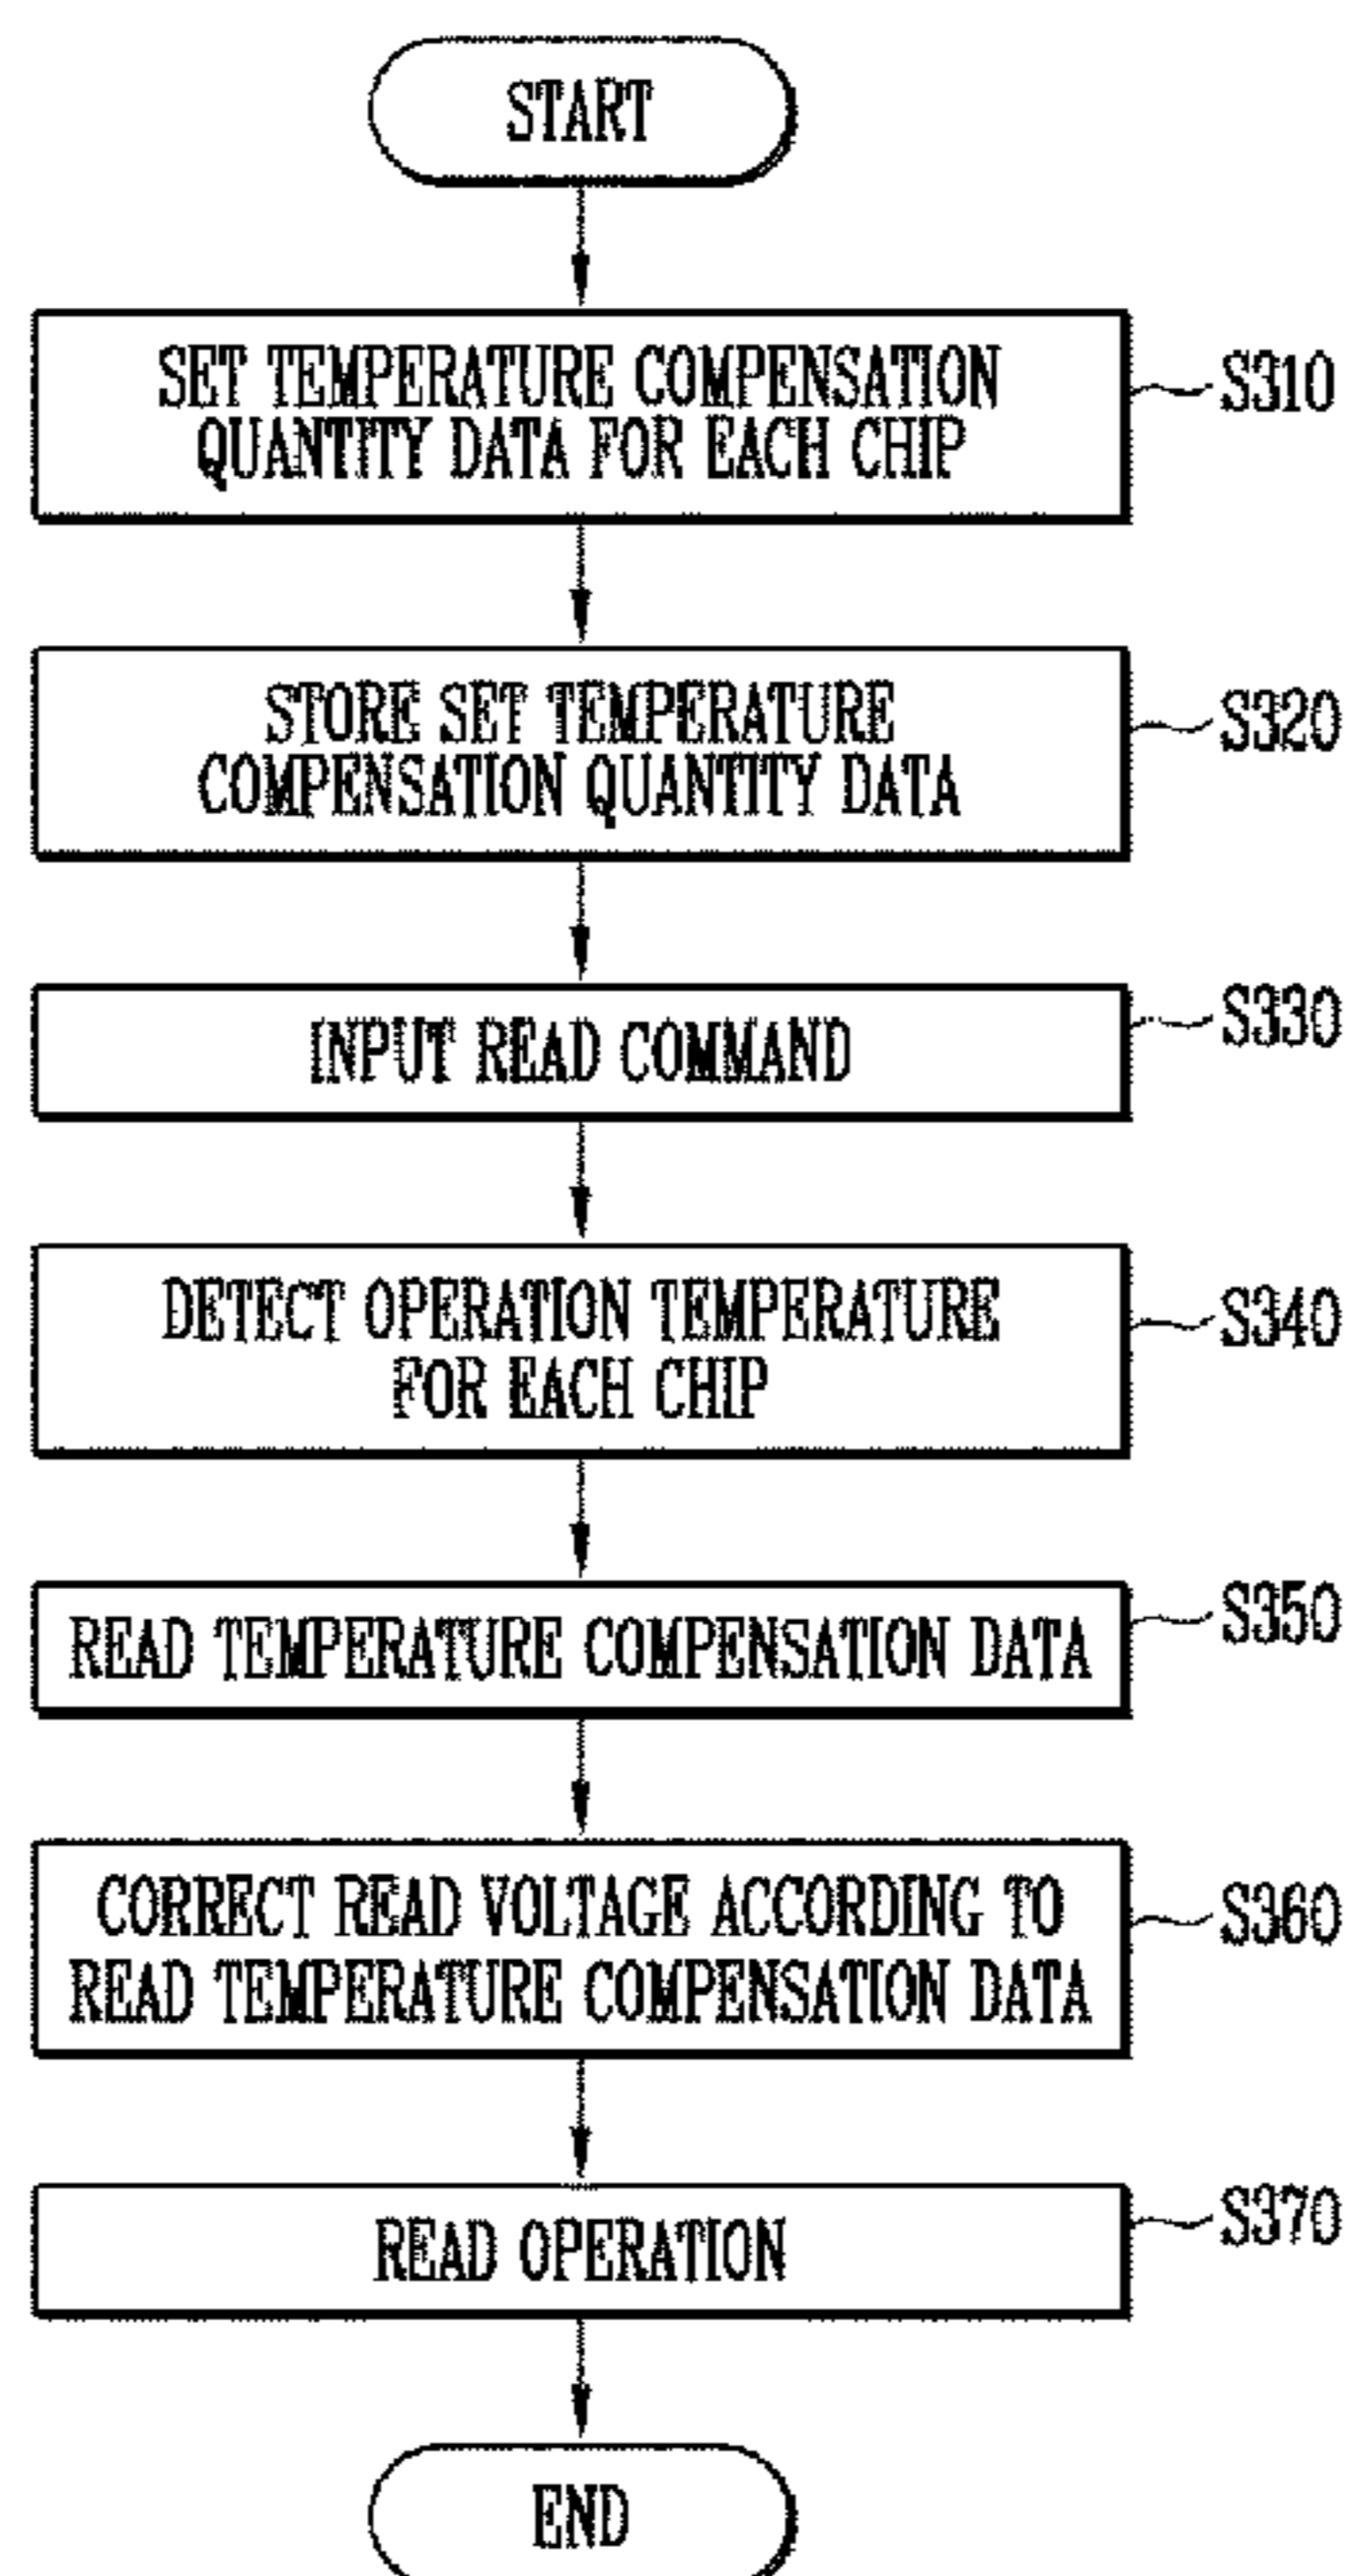 START
SET TEMPERATURE COMPENSATION
QUANTITY DATA FOR EACH CHIP
S310
STORE SET TEMPERATURE
COMPENSATION QUANTITY DATA
S320
INPUT READ COMMAND
S330
DETECT OPERATION TEMPERATURE
FOR EACH CHIP
S340
READ TEMPERATURE COMPENSATION DATA
S350
CORRECT READ VOLTAGE ACCORDING TO
READ TEMPERATURE COMPENSATION DATA
S360
READ OPERATION
S370
END